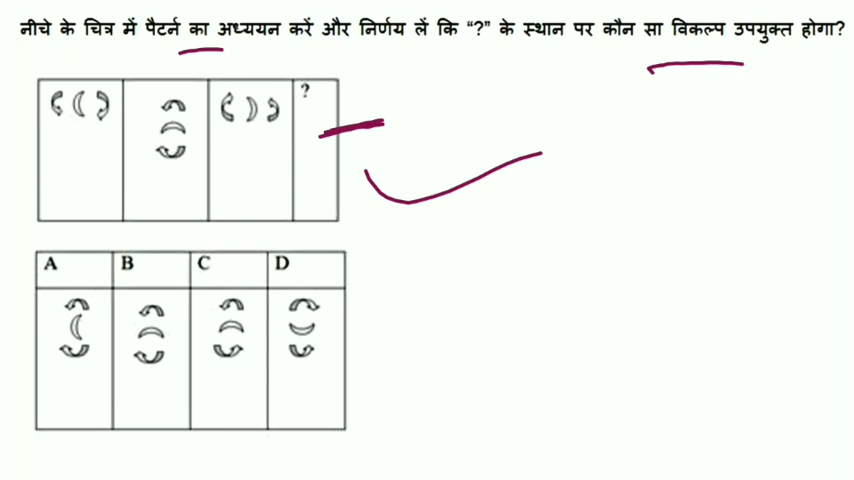 नीचे के चित्र में पैटर्न का अध्ययन करें और निर्णय लें कि “?” के स्थान पर कौन सा विकल्प उपयुक्त होगा?
?
A B C D